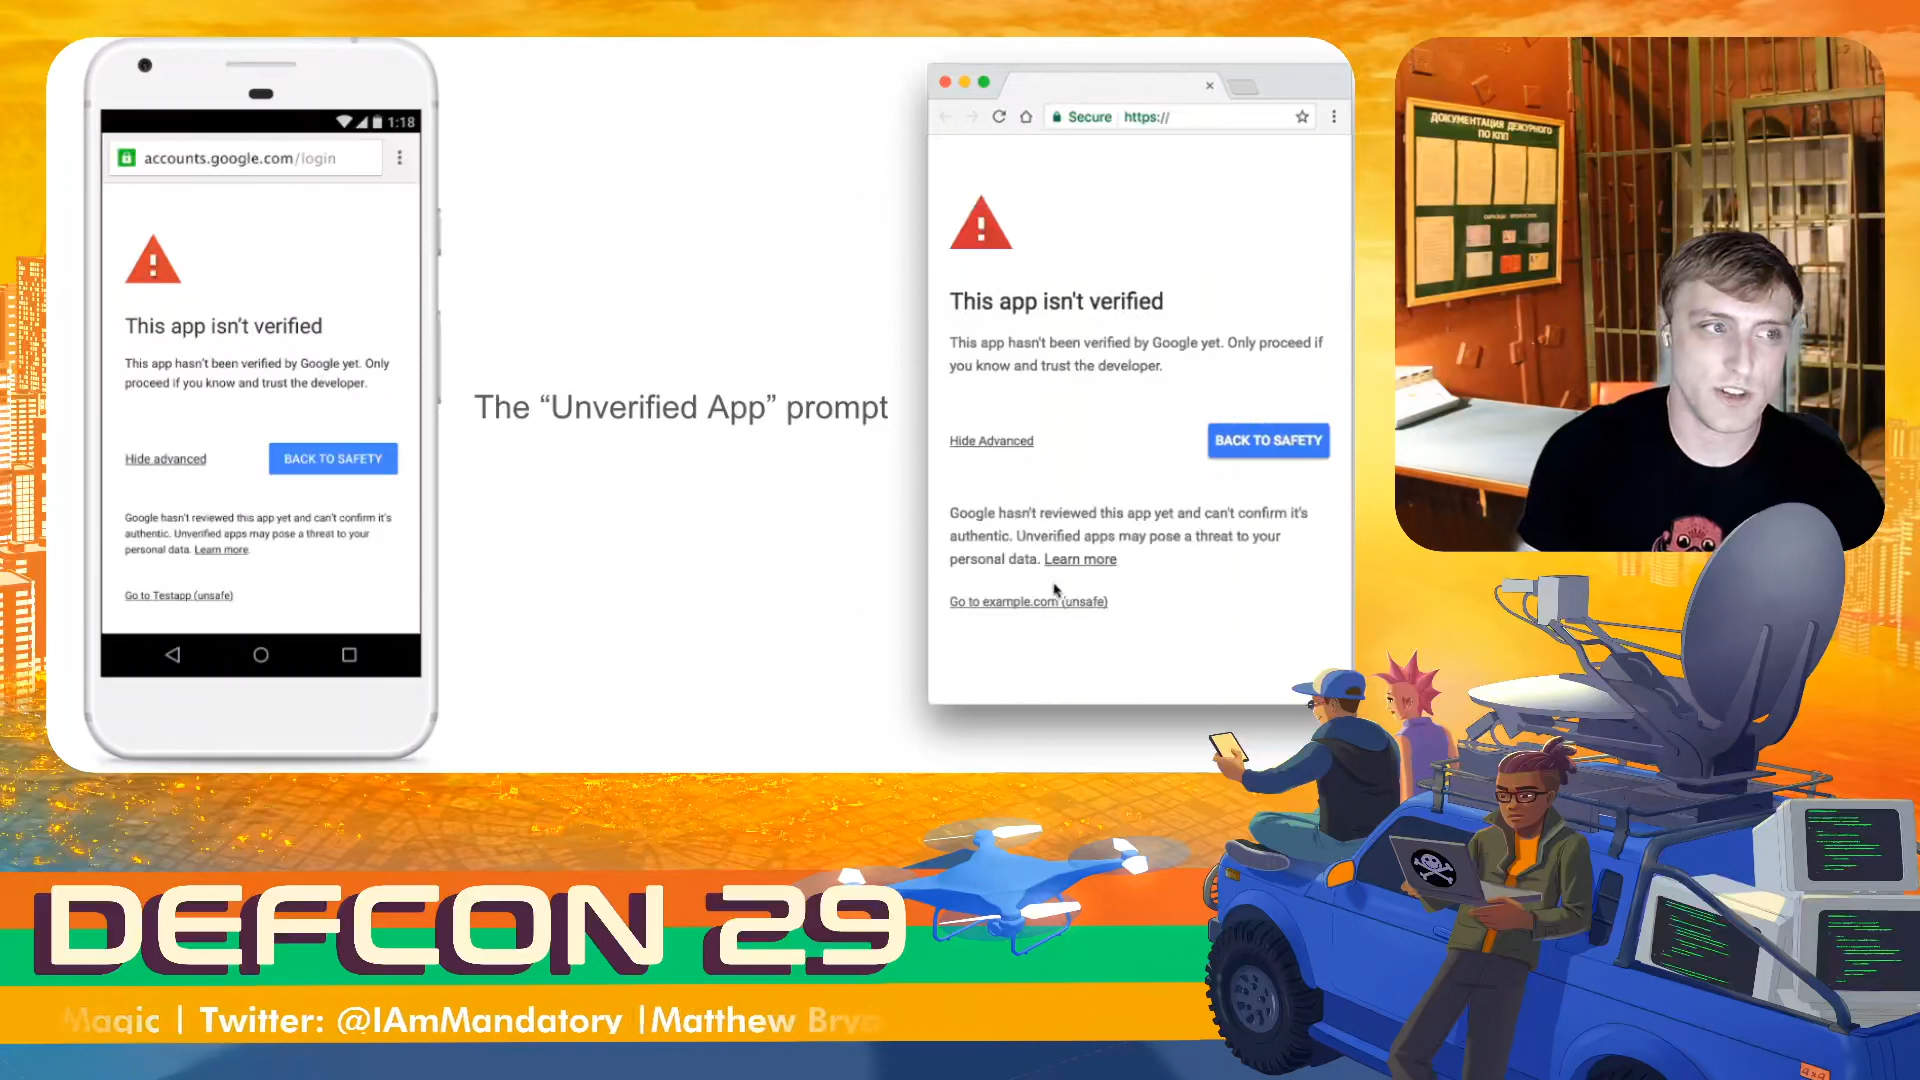 1:18
accounts.google.com/login
This app isn't verified
This app hasn't been verified by Google yet. Only
proceed if you know and trust the developer.
Hide advanced
BACK TO SAFETY
Google hasn't reviewed this app yet and can't confirm it's
authentic. Unverified apps may pose a threat to your
personal data. Learn more.
Go to Testapp (unsafe)
The “Unverified App” prompt
Secure
https://
This app isn't verified
This app hasn't been verified by Google yet. Only proceed if
you know and trust the developer.
Hide Advanced
BACK TO SAFETY
Google hasn't reviewed this app yet and can't confirm it's
authentic. Unverified apps may pose a threat to your
personal data. Learn more
Go to example.com (unsafe)
ДОКУМЕНТАЦИЯ ДЕЖУРНОГО
ПО КПП
DEFCON 29
Magic | Twitter: @IAmMandatory | Matthew
4x4